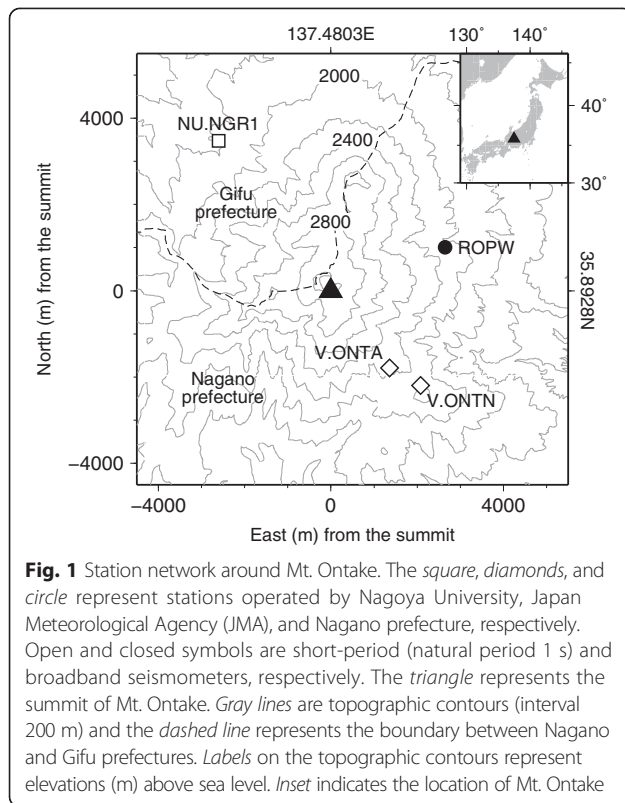 137.4803E
130° 140°
2000
40°
4000
NU.NGR1
2400
Gifu
prefecture
30°
2800
ROPW
North (m) from the summit
0
35.8928N
V.ONTA
Nagano
prefecture
V.ONTN
−4000
−4000 0 4000
East (m) from the summit
Fig. 1 Station network around Mt. Ontake. The square, diamonds, and
circle represent stations operated by Nagoya University, Japan
Meteorological Agency (JMA), and Nagano prefecture, respectively.
Open and closed symbols are short-period (natural period 1 s) and
broadband seismometers, respectively. The triangle represents the
summit of Mt. Ontake. Gray lines are topographic contours (interval
200 m) and the dashed line represents the boundary between Nagano
and Gifu prefectures. Labels on the topographic contours represent
elevations (m) above sea level. Inset indicates the location of Mt. Ontake